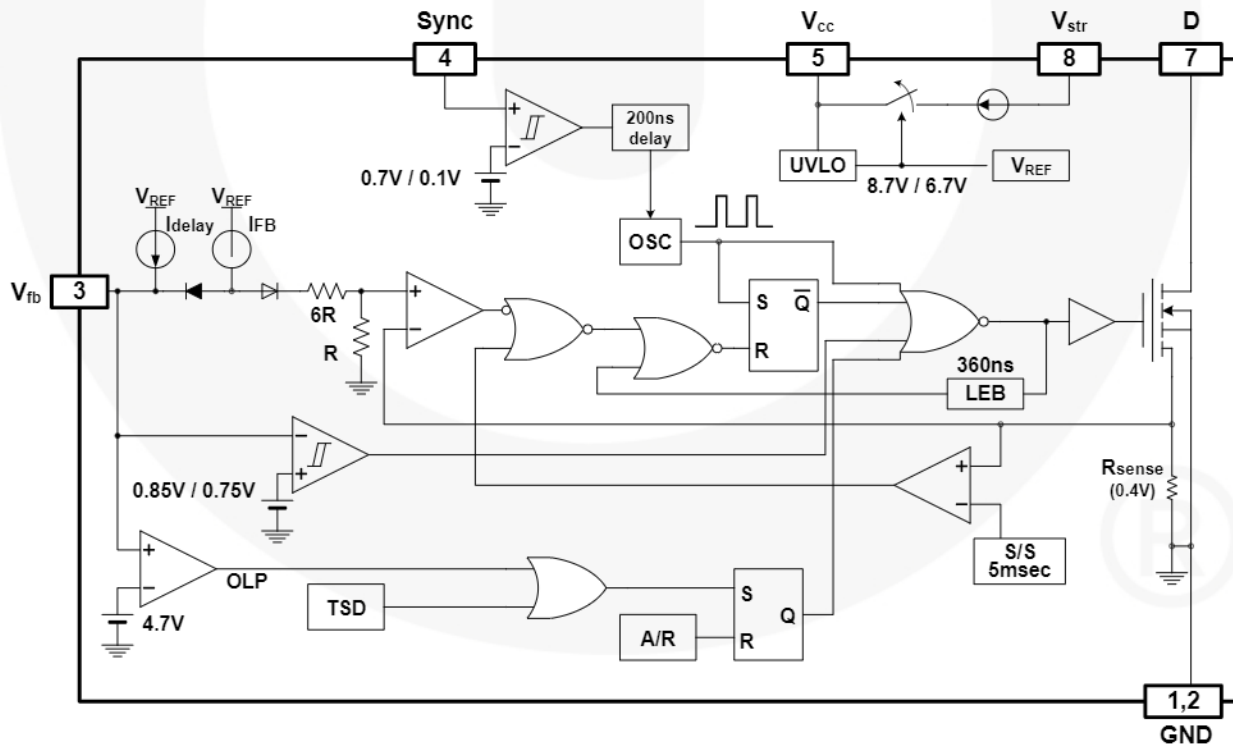 Sync
4
Vcc
5
Vstr
8
D
7
+
−
0.7V / 0.1V
200ns
delay
UVLO
8.7V / 6.7V
VREF
VREF
Idelay
VREF
IFB
OSC
Vfb
3
6R
R
+
−
S
Q
R
360ns
LEB
−
+
0.85V / 0.75V
+
−
Rsense
(0.4V)
S/S
5msec
+
−
4.7V
OLP
TSD
A/R
S
Q
R
1,2
GND
R